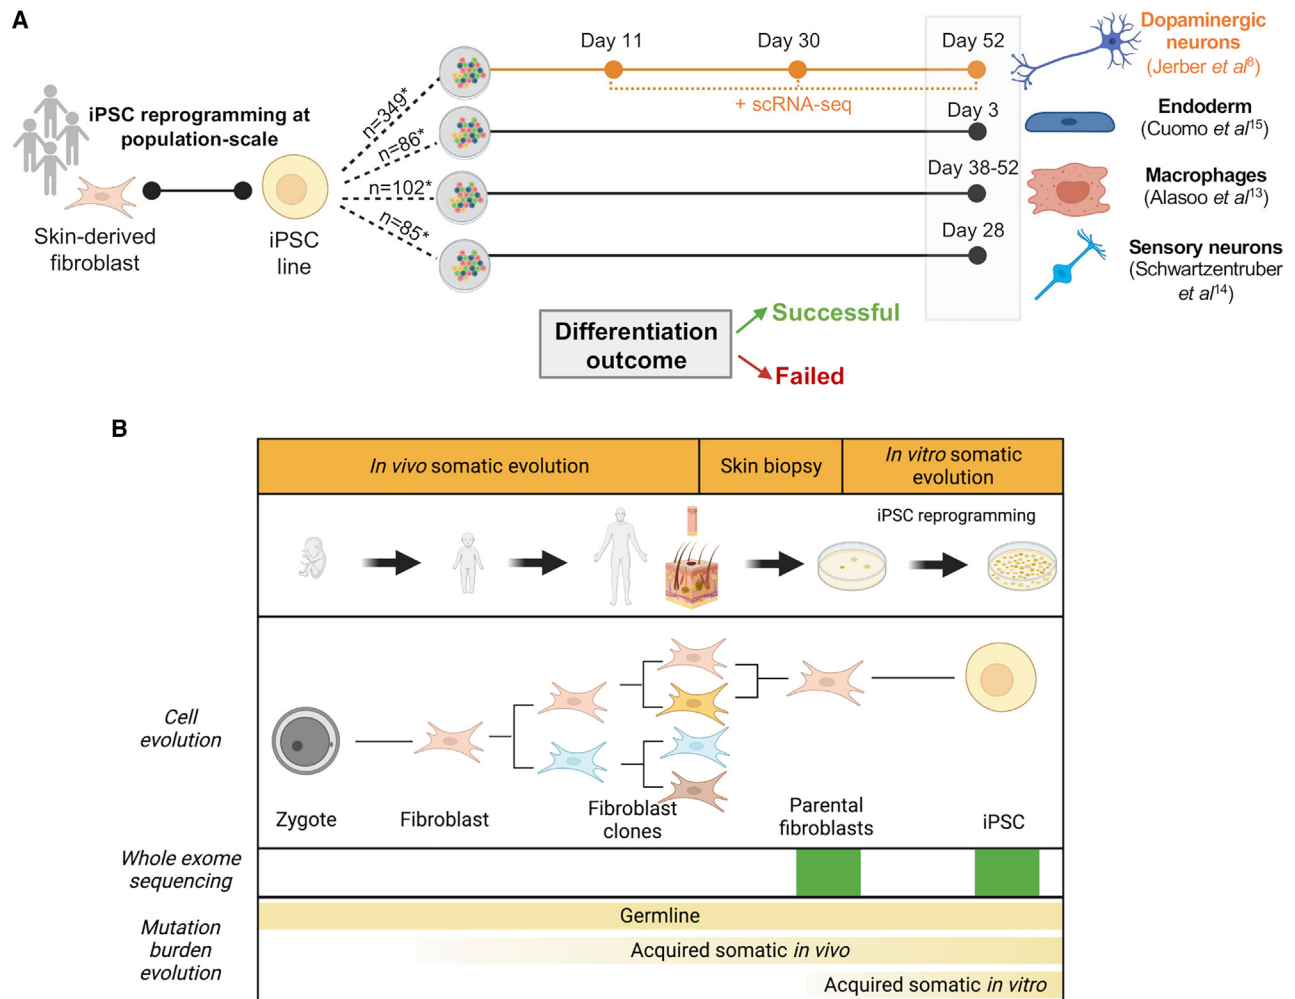 A
iPSC reprogramming at
population-scale
Skin-derived
fibroblast
iPSC
line
n=349*
n=86*
n=102*
n=85*
Day 11
Day 30
Day 52
+ scRNA-seq
Day 3
Day 38-52
Day 28
Dopaminergic
neurons
(Jerber et al8)
Endoderm
(Cuomo et al15)
Macrophages
(Alasoo et al13)
Sensory neurons
(Schwartzentruber
et al14)
Differentiation
outcome
Successful
Failed
B
In vivo somatic evolution
Skin biopsy
In vitro somatic
evolution
iPSC reprogramming
Cell
evolution
Zygote
Fibroblast
Fibroblast
clones
Parental
fibroblasts
iPSC
Whole exome
sequencing
Mutation
burden
evolution
Germline
Acquired somatic in vivo
Acquired somatic in vitro